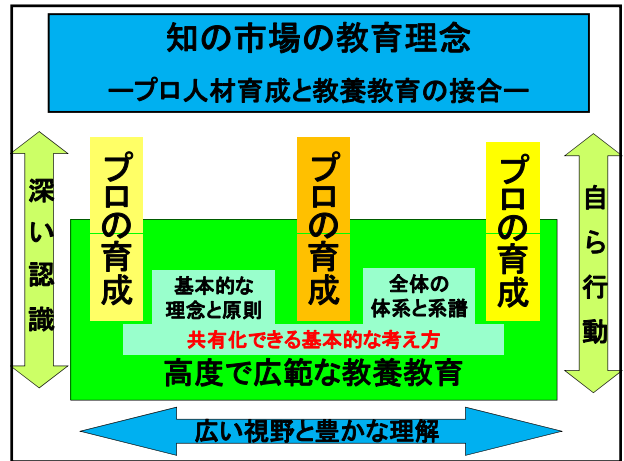 知の市場の教育理念
―プロ人材育成と教養教育の接合―
深い認識
プロの育成
プロの育成
プロの育成
自ら行動
基本的な
理念と原則
全体の
体系と系譜
共有化できる基本的な考え方
高度で広範な教養教育
広い視野と豊かな理解